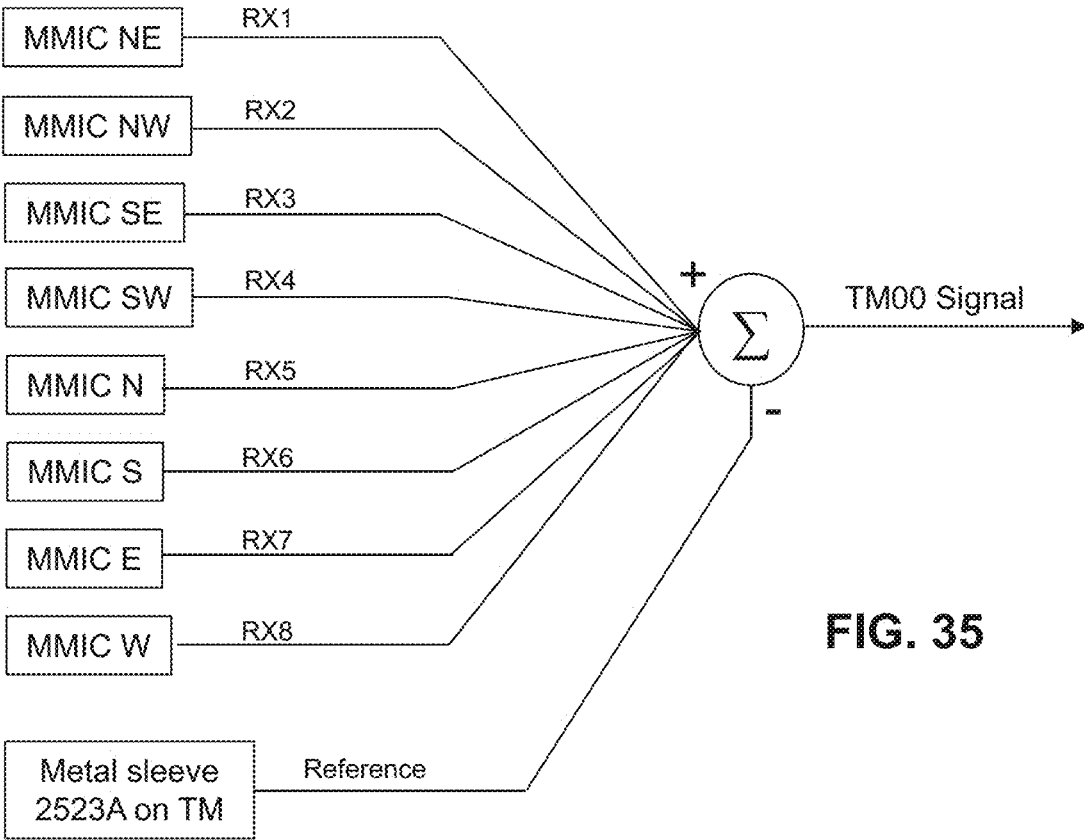 MMIC NE
RX1
MMIC NW
RX2
MMIC SE
RX3
MMIC SW
RX4
MMIC N
RX5
MMIC S
RX6
MMIC E
RX7
MMIC W
RX8
Metal sleeve
2523A on TM
Reference
+
Σ
-
TM00 Signal
FIG. 35